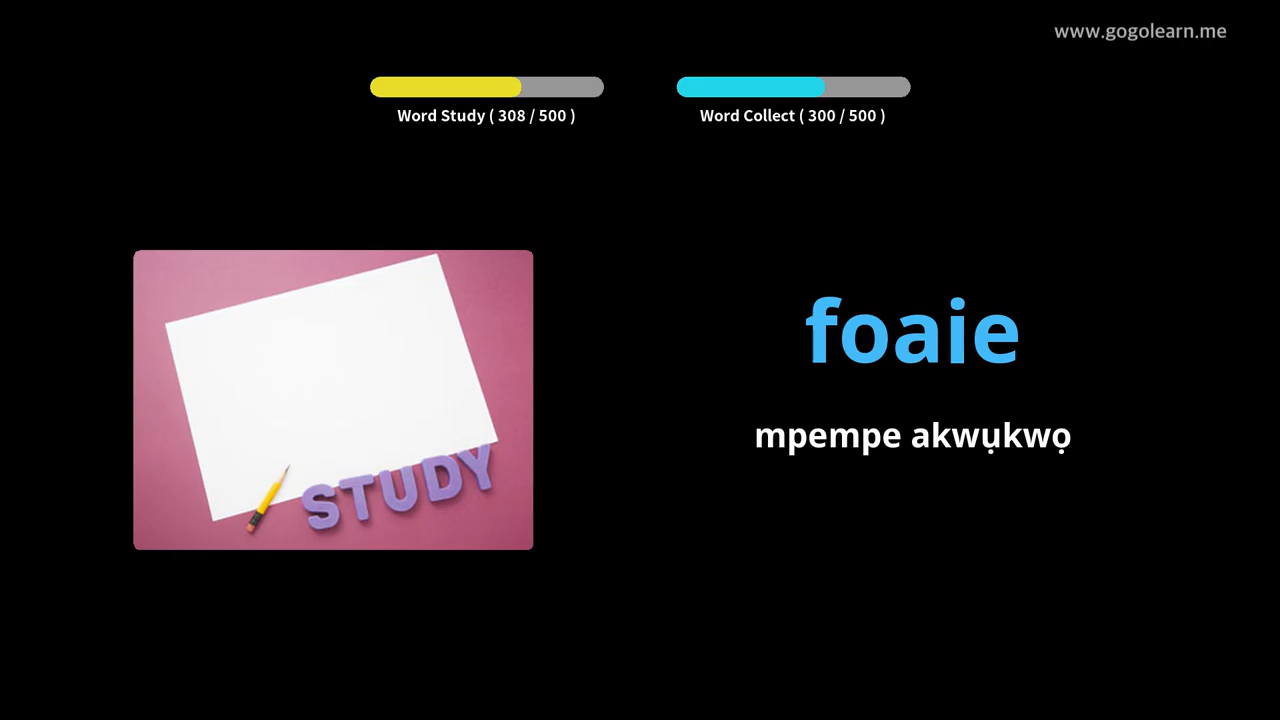 www.gogolearn.me
Word Study ( 308 / 500 )
Word Collect ( 300 / 500 )
foaie
mpempe akwụkwọ
STUDY